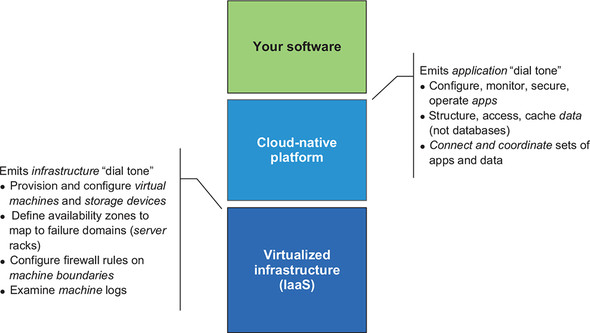 Your software
Emits application “dial tone”
• Configure, monitor, secure,
operate apps
• Structure, access, cache data
(not databases)
• Connect and coordinate sets of
apps and data
Cloud-native
platform
Emits infrastructure “dial tone”
• Provision and configure virtual
machines and storage devices
• Define availability zones to
map to failure domains (server
racks)
• Configure firewall rules on
machine boundaries
• Examine machine logs
Virtualized
infrastructure
(IaaS)